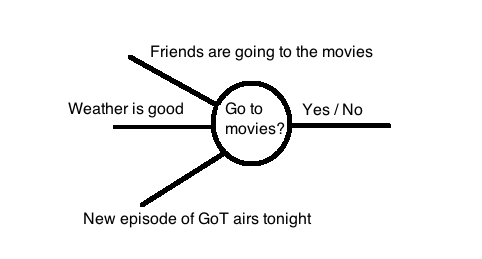 Friends are going to the movies
Weather is good
Go to
movies?
Yes / No
New episode of GoT airs tonight